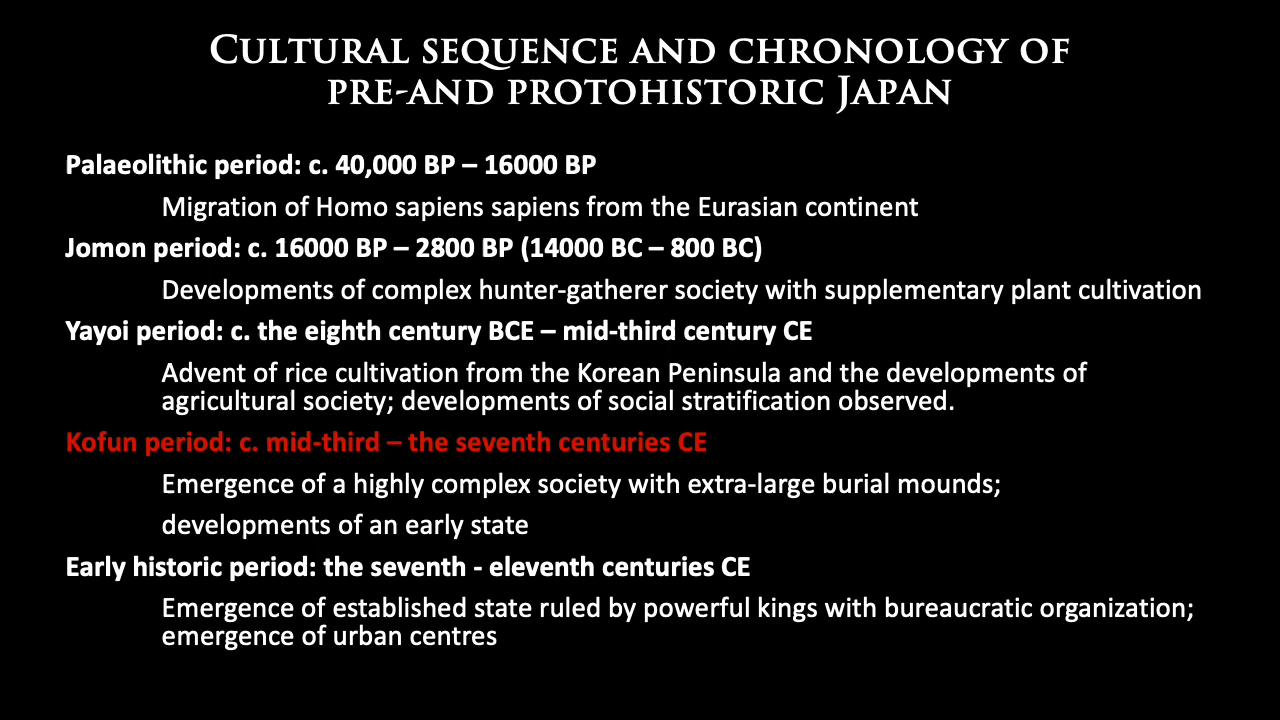 Cultural sequence and chronology of
pre-and protohistoric Japan
Palaeolithic period: c. 40,000 BP – 16000 BP
Migration of Homo sapiens sapiens from the Eurasian continent
Jomon period: c. 16000 BP – 2800 BP (14000 BC – 800 BC)
Developments of complex hunter-gatherer society with supplementary plant cultivation
Yayoi period: c. the eighth century BCE – mid-third century CE
Advent of rice cultivation from the Korean Peninsula and the developments of
agricultural society; developments of social stratification observed.
Kofun period: c. mid-third – the seventh centuries CE
Emergence of a highly complex society with extra-large burial mounds;
developments of an early state
Early historic period: the seventh - eleventh centuries CE
Emergence of established state ruled by powerful kings with bureaucratic organization;
emergence of urban centres